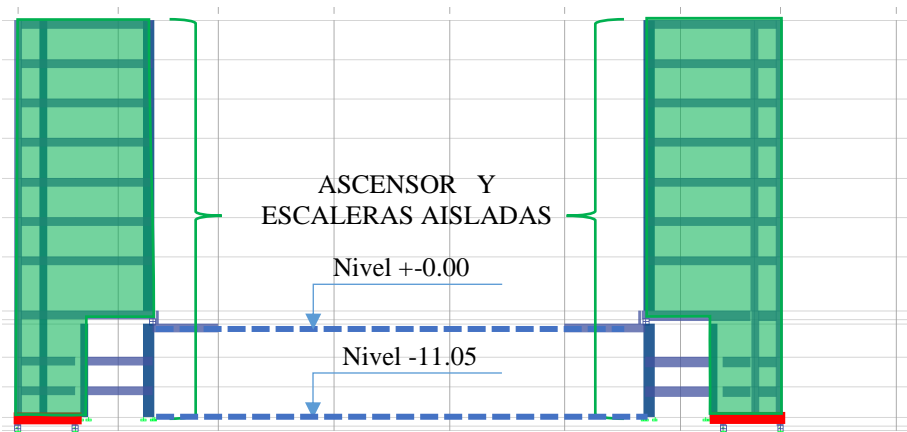 ASCENSOR Y
ESCALERAS AISLADAS
Nivel +-0.00
Nivel -11.05